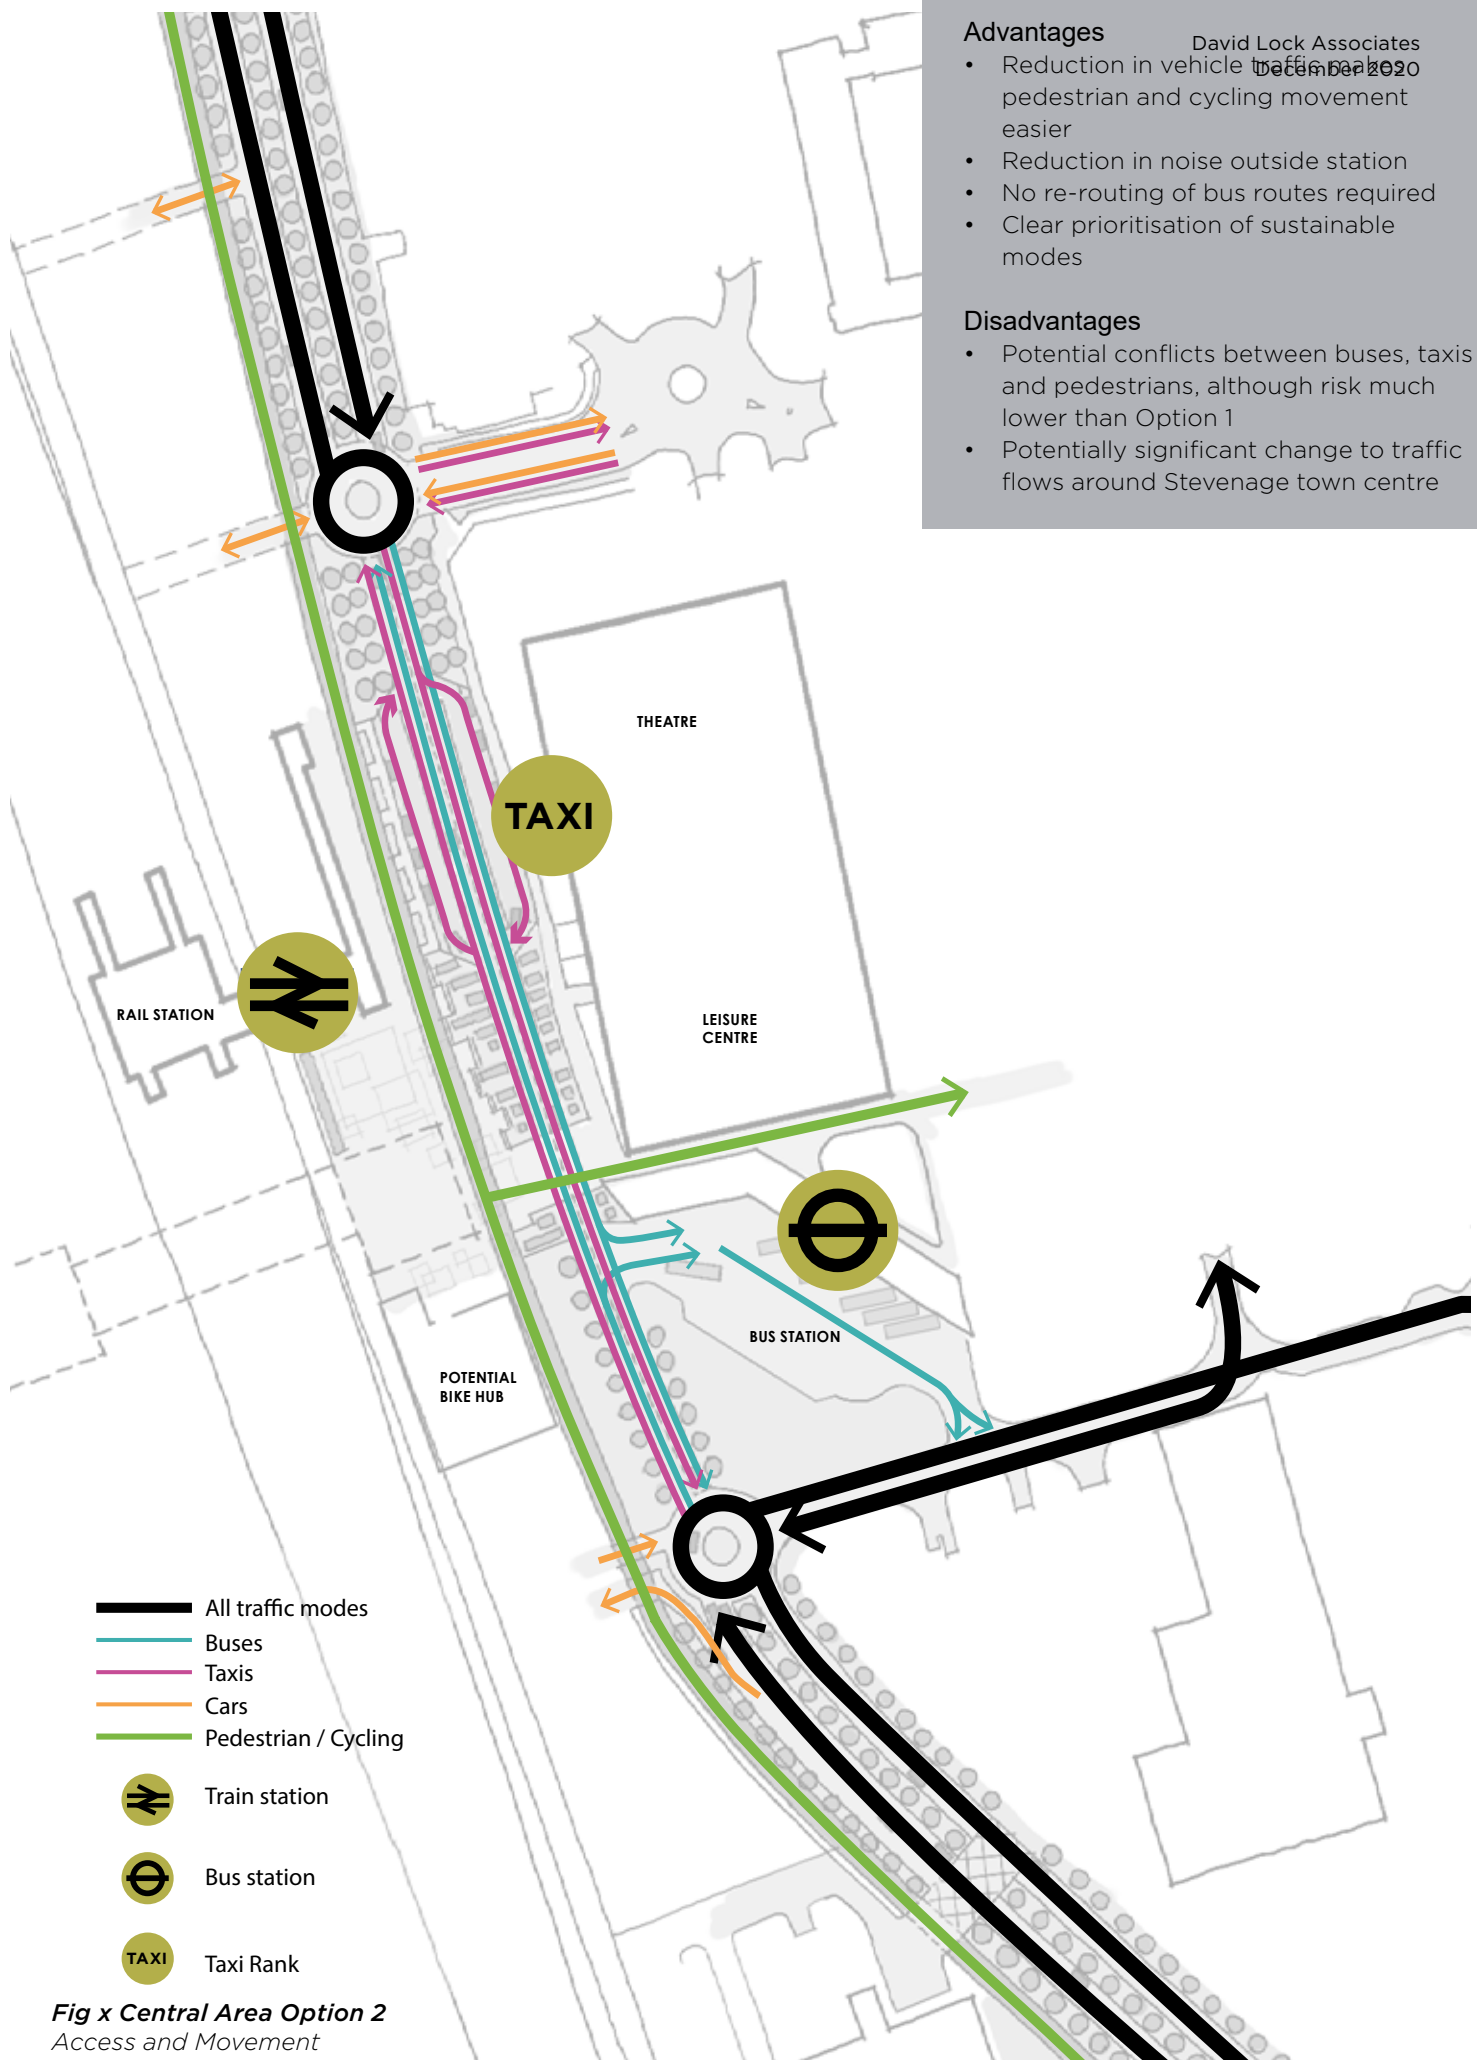 Advantages
David Lock Associates
December 2020
• Reduction in vehicle traffic makes
pedestrian and cycling movement
easier
• Reduction in noise outside station
• No re-routing of bus routes required
• Clear prioritisation of sustainable
modes
Disadvantages
• Potential conflicts between buses, taxis
and pedestrians, although risk much
lower than Option 1
• Potentially significant change to traffic
flows around Stevenage town centre
THEATRE
TAXI
RAIL STATION
LEISURE
CENTRE
BUS STATION
POTENTIAL
BIKE HUB
All traffic modes
Buses
Taxis
Cars
Pedestrian / Cycling
Train station
Bus station
TAXI
Taxi Rank
Fig x Central Area Option 2
Access and Movement